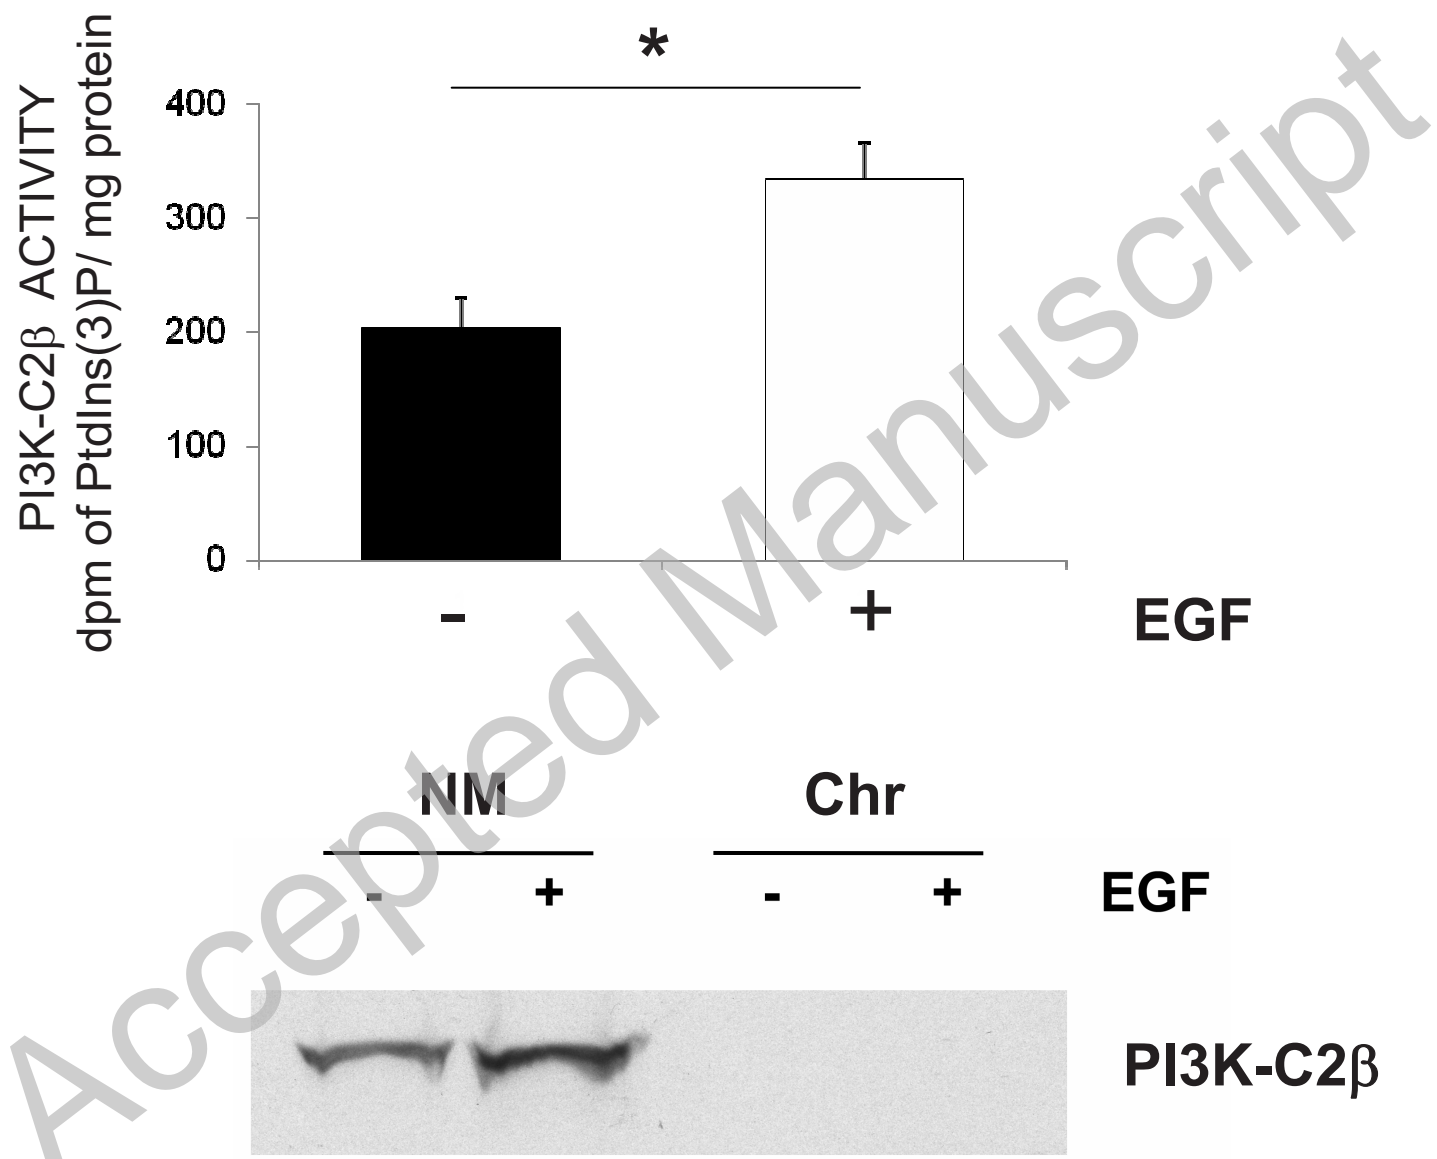 *
PI3K-C2β ACTIVITY
dpm of PtdIns(3)P/ mg protein
400
300
200
100
0
- + EGF
NM Chr
- + - + EGF
PI3K-C2β
Accepted Manuscript